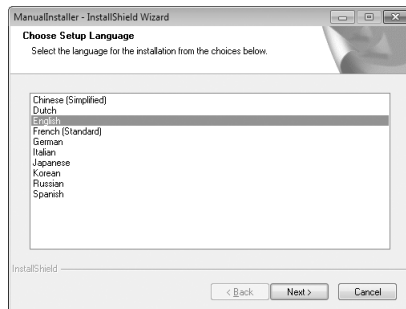 ManualInstaller - InstallShield Wizard
Choose Setup Language
Select the language for the installation from the choices below.
Chinese (Simplified)
Dutch
English
French (Standard)
German
Italian
Japanese
Korean
Russian
Spanish
InstallShield
< Back
Next >
Cancel